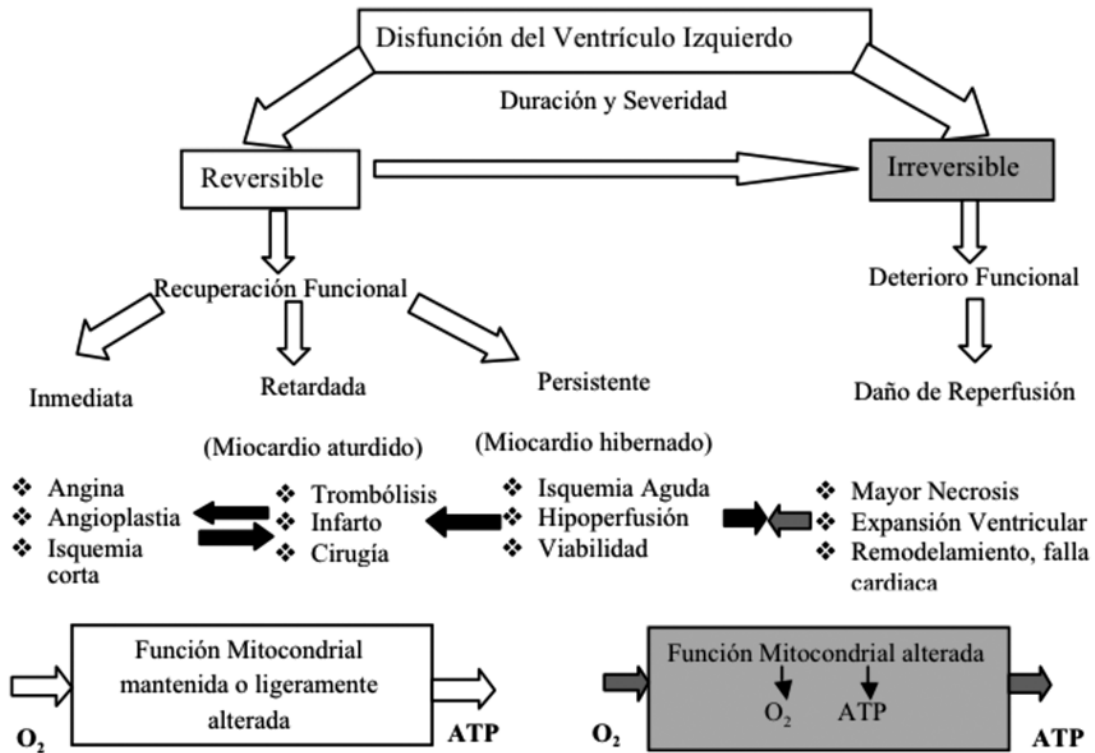 Disfunción del Ventrículo Izquierdo
Duración y Severidad
Reversible
Irreversible
Recuperación Funcional
Deterioro Funcional
Inmediata
Retardada
Persistente
Daño de Reperfusión
(Miocardio aturdido)
(Miocardio hibernado)
❖ Angina
❖ Angioplastia
❖ Isquemia
corta
❖ Trombólisis
❖ Infarto
❖ Cirugía
❖ Isquemia Aguda
❖ Hipoperfusión
❖ Viabilidad
❖ Mayor Necrosis
❖ Expansión Ventricular
❖ Remodelamiento, falla
cardiaca
Función Mitocondrial
mantenida o ligeramente
alterada
O₂
ATP
Función Mitocondrial alterada
O₂ ATP
O₂
ATP